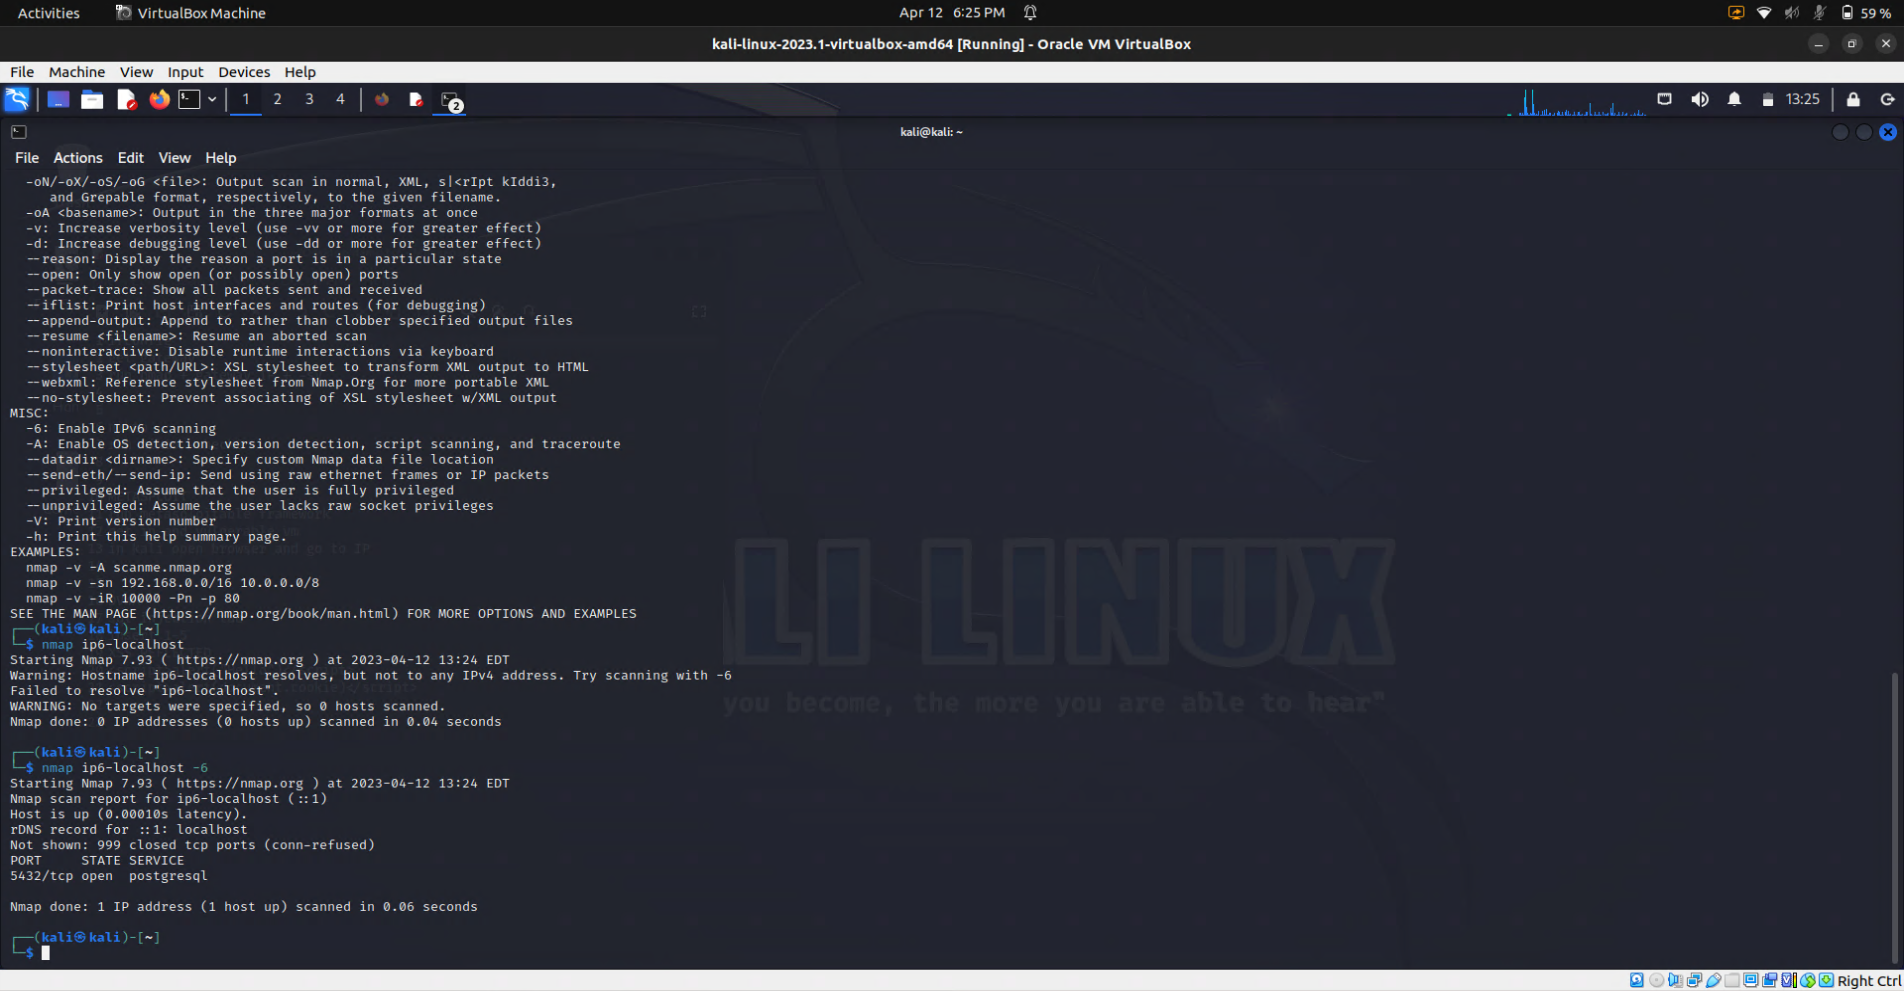 Activities
VirtualBox Machine
Apr 12 6:25 PM
59 %
kali-linux-2023.1-virtualbox-amd64 [Running] - Oracle VM VirtualBox
File Machine View Input Devices Help
1 2 3 4 2
13:25
kali@kali: ~
File Actions Edit View Help
-oN/-oX/-oS/-oG <file>: Output scan in normal, XML, s|<rIpt kIddi3,
and Grepable format, respectively, to the given filename.
-oA <basename>: Output in the three major formats at once
-v: Increase verbosity level (use -vv or more for greater effect)
-d: Increase debugging level (use -dd or more for greater effect)
--reason: Display the reason a port is in a particular state
--open: Only show open (or possibly open) ports
--packet-trace: Show all packets sent and received
--iflist: Print host interfaces and routes (for debugging)
--append-output: Append to rather than clobber specified output files
--resume <filename>: Resume an aborted scan
--noninteractive: Disable runtime interactions via keyboard
--stylesheet <path/URL>: XSL stylesheet to transform XML output to HTML
--webxml: Reference stylesheet from Nmap.Org for more portable XML
--no-stylesheet: Prevent associating of XSL stylesheet w/XML output
MISC:
-6: Enable IPv6 scanning
-A: Enable OS detection, version detection, script scanning, and traceroute
--datadir <dirname>: Specify custom Nmap data file location
--send-eth/--send-ip: Send using raw ethernet frames or IP packets
--privileged: Assume that the user is fully privileged
--unprivileged: Assume the user lacks raw socket privileges
-V: Print version number
-h: Print this help summary page.
in kali open browser and go to IP
EXAMPLES:
nmap -v -A scanme.nmap.org
nmap -v -sn 192.168.0.0/16 10.0.0.0/8
nmap -v -iR 10000 -Pn -p 80
SEE THE MAN PAGE (https://nmap.org/book/man.html) FOR MORE OPTIONS AND EXAMPLES
LI LINUX
┌──(kali㉿kali)-[~]
└─$ nmap ip6-localhost
Starting Nmap 7.93 ( https://nmap.org ) at 2023-04-12 13:24 EDT
Warning: Hostname ip6-localhost resolves, but not to any IPv4 address. Try scanning with -6
Failed to resolve "ip6-localhost".
WARNING: No targets were specified, so 0 hosts scanned.
you become, the more you are able to hear"
Nmap done: 0 IP addresses (0 hosts up) scanned in 0.04 seconds
┌──(kali㉿kali)-[~]
└─$ nmap ip6-localhost -6
Starting Nmap 7.93 ( https://nmap.org ) at 2023-04-12 13:24 EDT
Nmap scan report for ip6-localhost (::1)
Host is up (0.00010s latency).
rDNS record for ::1: localhost
Not shown: 999 closed tcp ports (conn-refused)
PORT STATE SERVICE
5432/tcp open postgresql
Nmap done: 1 IP address (1 host up) scanned in 0.06 seconds
┌──(kali㉿kali)-[~]
└─$
Right Ctrl